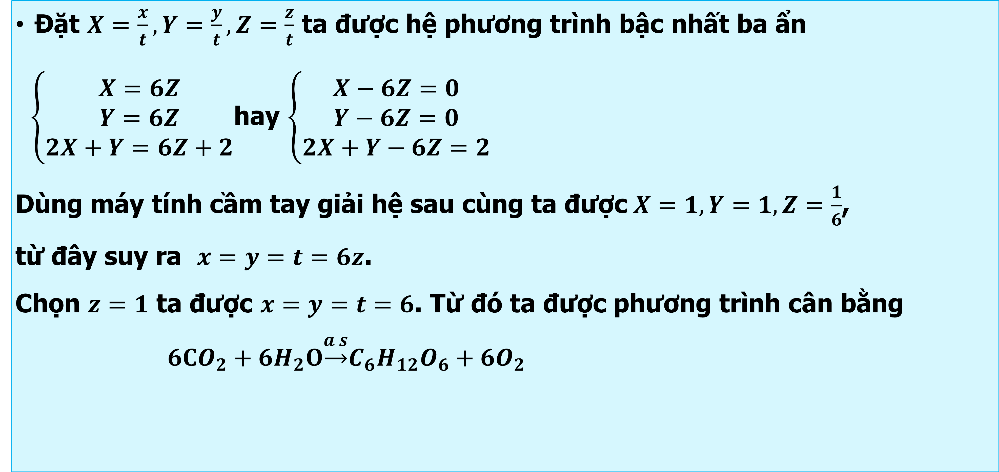 • Đặt $X = \frac{x}{t}, Y = \frac{y}{t}, Z = \frac{z}{t}$ ta được hệ phương trình bậc nhất ba ẩn
$\begin{cases} X = 6Z \\ Y = 6Z \\ 2X + Y = 6Z + 2 \end{cases}$ hay $\begin{cases} X - 6Z = 0 \\ Y - 6Z = 0 \\ 2X + Y - 6Z = 2 \end{cases}$
Dùng máy tính cầm tay giải hệ sau cùng ta được $X = 1, Y = 1, Z = \frac{1}{6}$,
từ đây suy ra $x = y = t = 6z$.
Chọn $z = 1$ ta được $x = y = t = 6$. Từ đó ta được phương trình cân bằng
$6CO_2 + 6H_2O \xrightarrow{a\ s} C_6H_{12}O_6 + 6O_2$